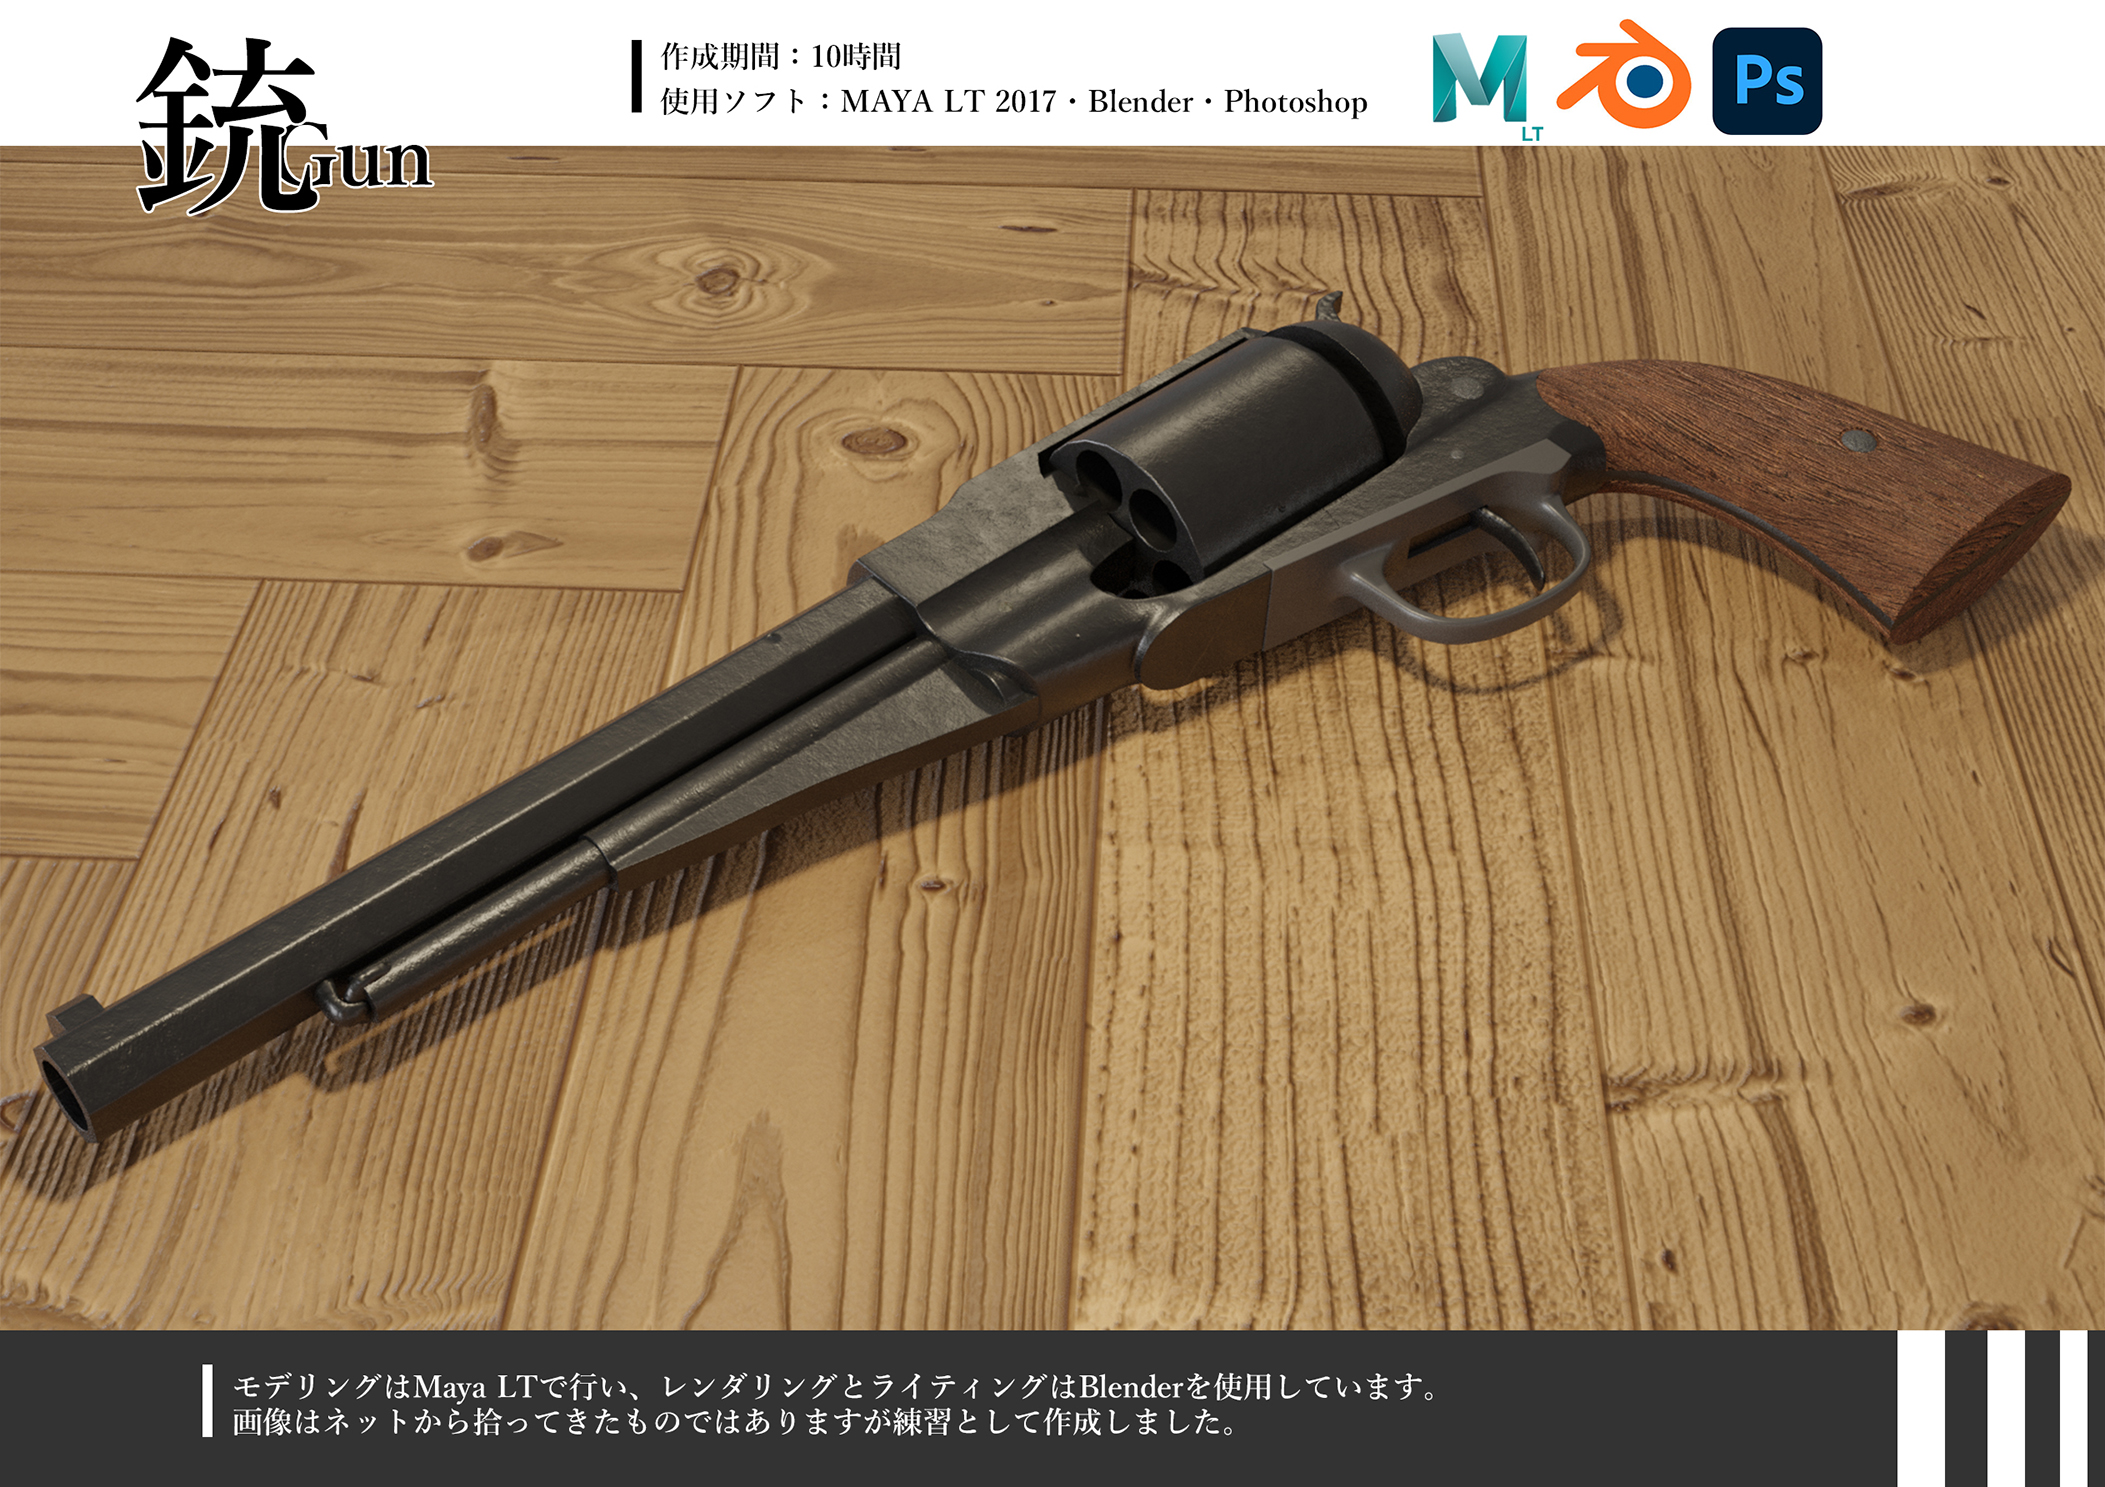 銃Gun
作成期間：10時間
使用ソフト：MAYA LT 2017・Blender・Photoshop
M
LT
Ps
モデリングはMaya LTで行い、レンダリングとライティングはBlenderを使用しています。
画像はネットから拾ってきたものではありますが練習として作成しました。